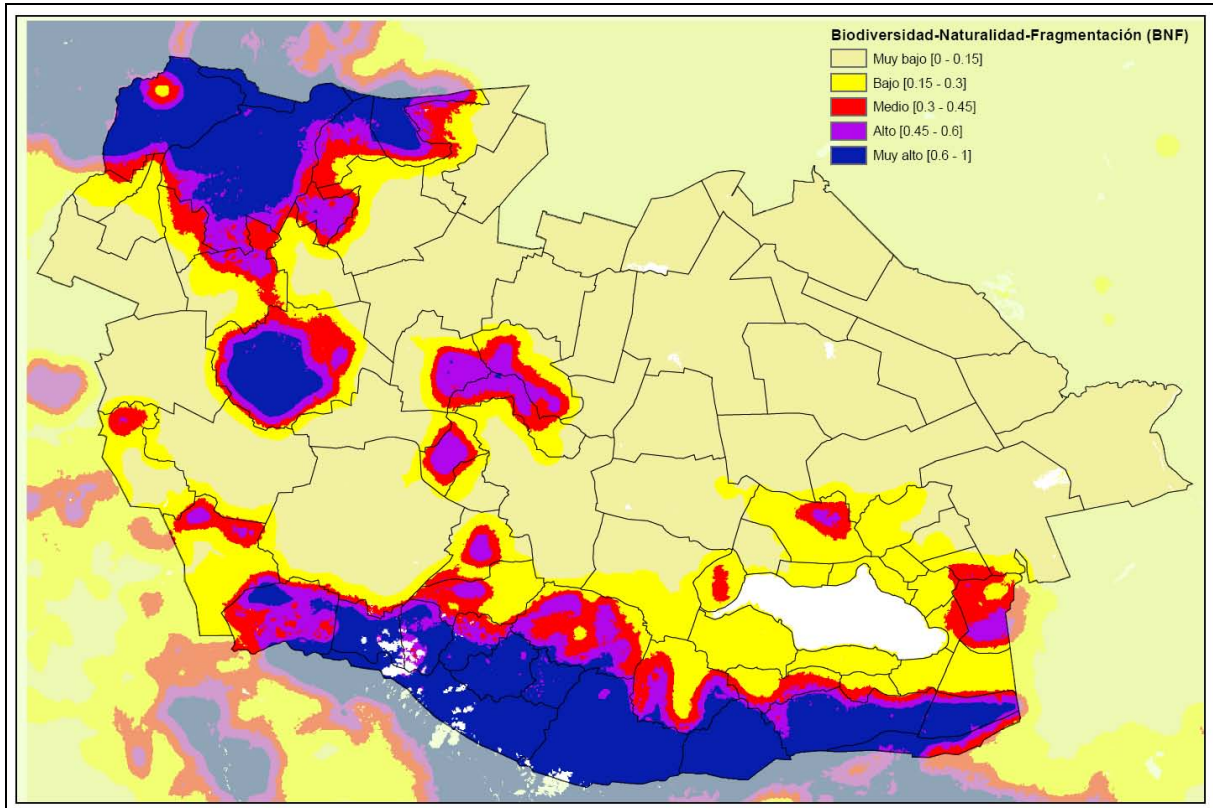 Biodiversidad-Naturalidad-Fragmentación (BNF)
Muy bajo [0 - 0.15]
Bajo [0.15 - 0.3]
Medio [0.3 - 0.45]
Alto [0.45 - 0.6]
Muy alto [0.6 - 1]